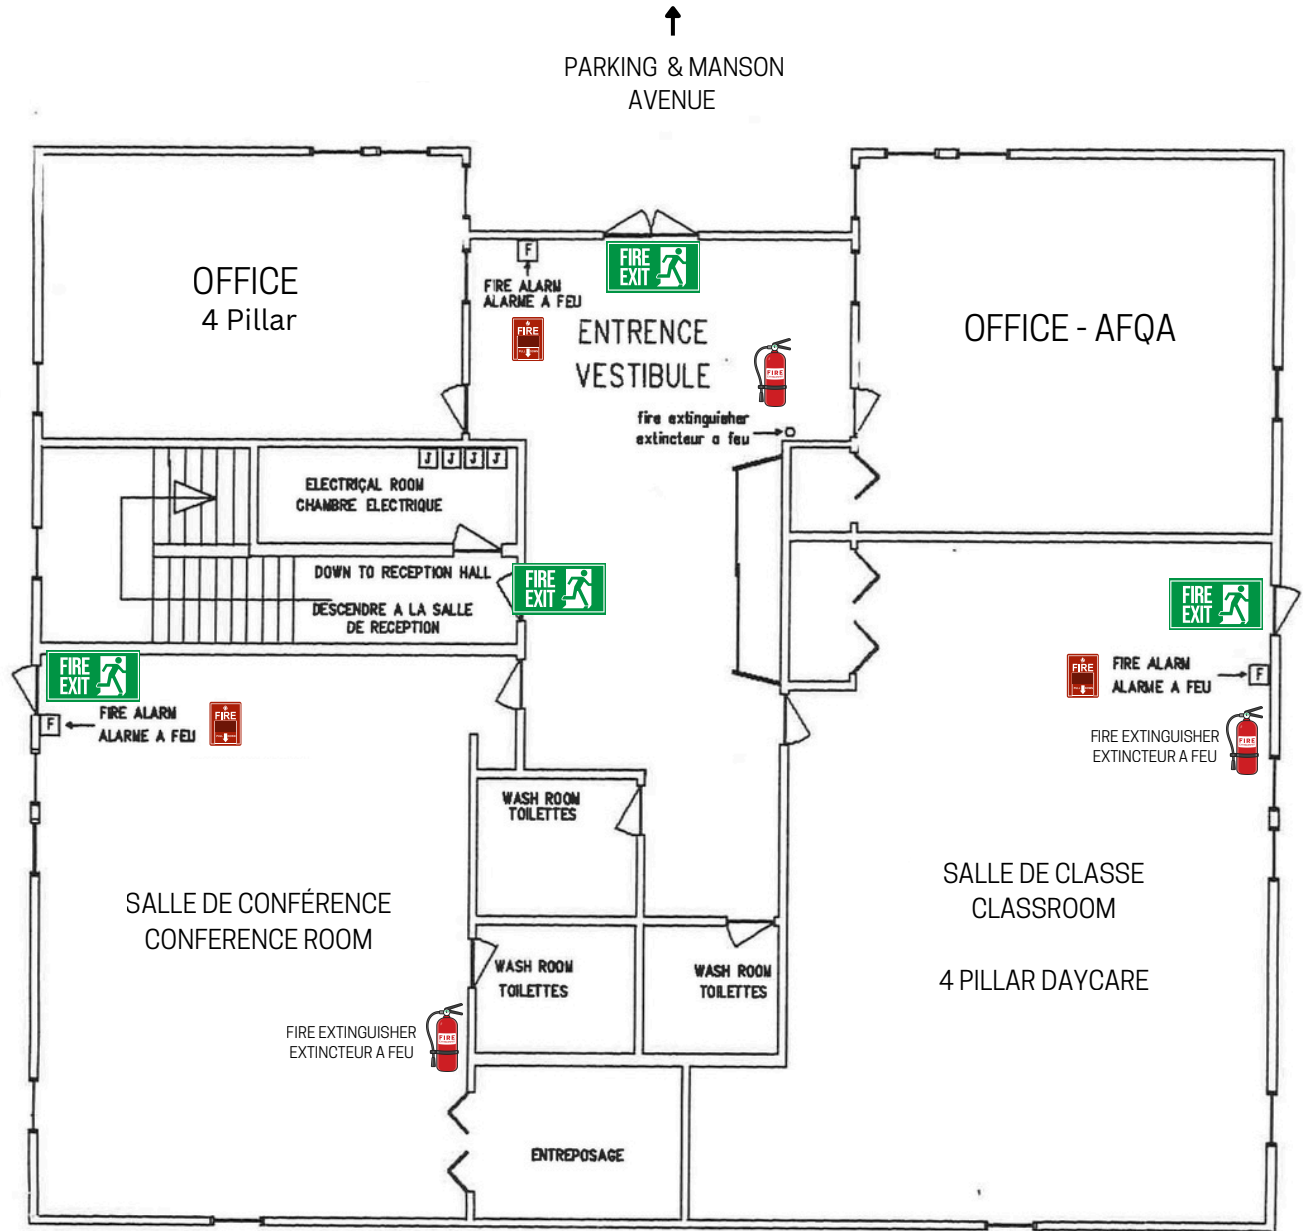 PARKING & MANSON
AVENUE
F
FIRE ALARM
ALARME A FEU
FIRE
FIRE
EXIT
OFFICE
4 Pillar
ENTRENCE
VESTIBULE
FIRE
OFFICE - AFQA
fire extinguisher
extincteur a feu
J J J J
ELECTRIÇAL ROOM
CHAMBRE ELECTRIQUE
DOWN TO RECEPTION HALL
DESCENDRE A LA SALLE
DE RECEPTION
FIRE
EXIT
FIRE
EXIT
FIRE
EXIT
F
FIRE ALARM
ALARME A FEU
FIRE
FIRE
FIRE ALARM
ALARME A FEU
F
FIRE EXTINGUISHER
EXTINCTEUR A FEU
FIRE
WASH ROOM
TOILETTES
SALLE DE CONFÉRENCE
CONFERENCE ROOM
SALLE DE CLASSE
CLASSROOM
4 PILLAR DAYCARE
WASH ROOM
TOILETTES
WASH ROOM
TOILETTES
FIRE EXTINGUISHER
EXTINCTEUR A FEU
FIRE
ENTREPOSAGE